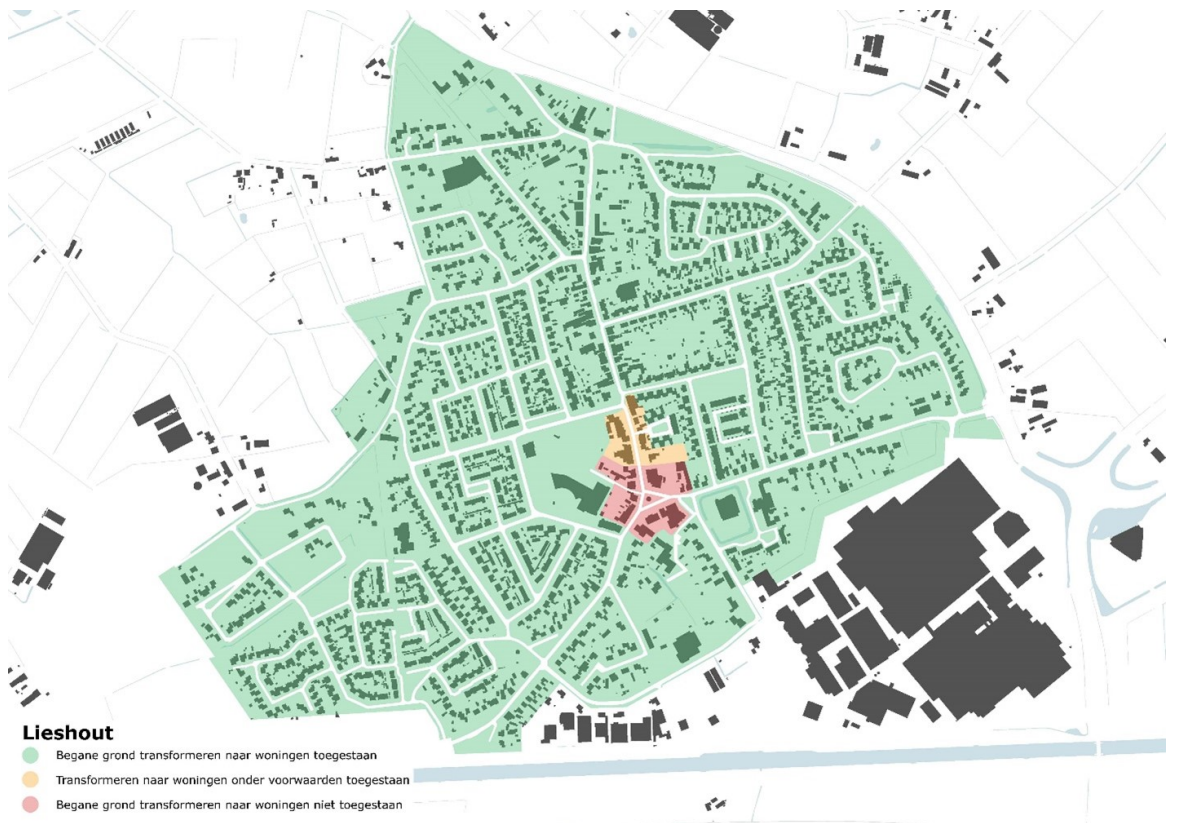 Lieshout
Begane grond transformeren naar woningen toegestaan
Transformeren naar woningen onder voorwaarden toegestaan
Begane grond transformeren naar woningen niet toegestaan